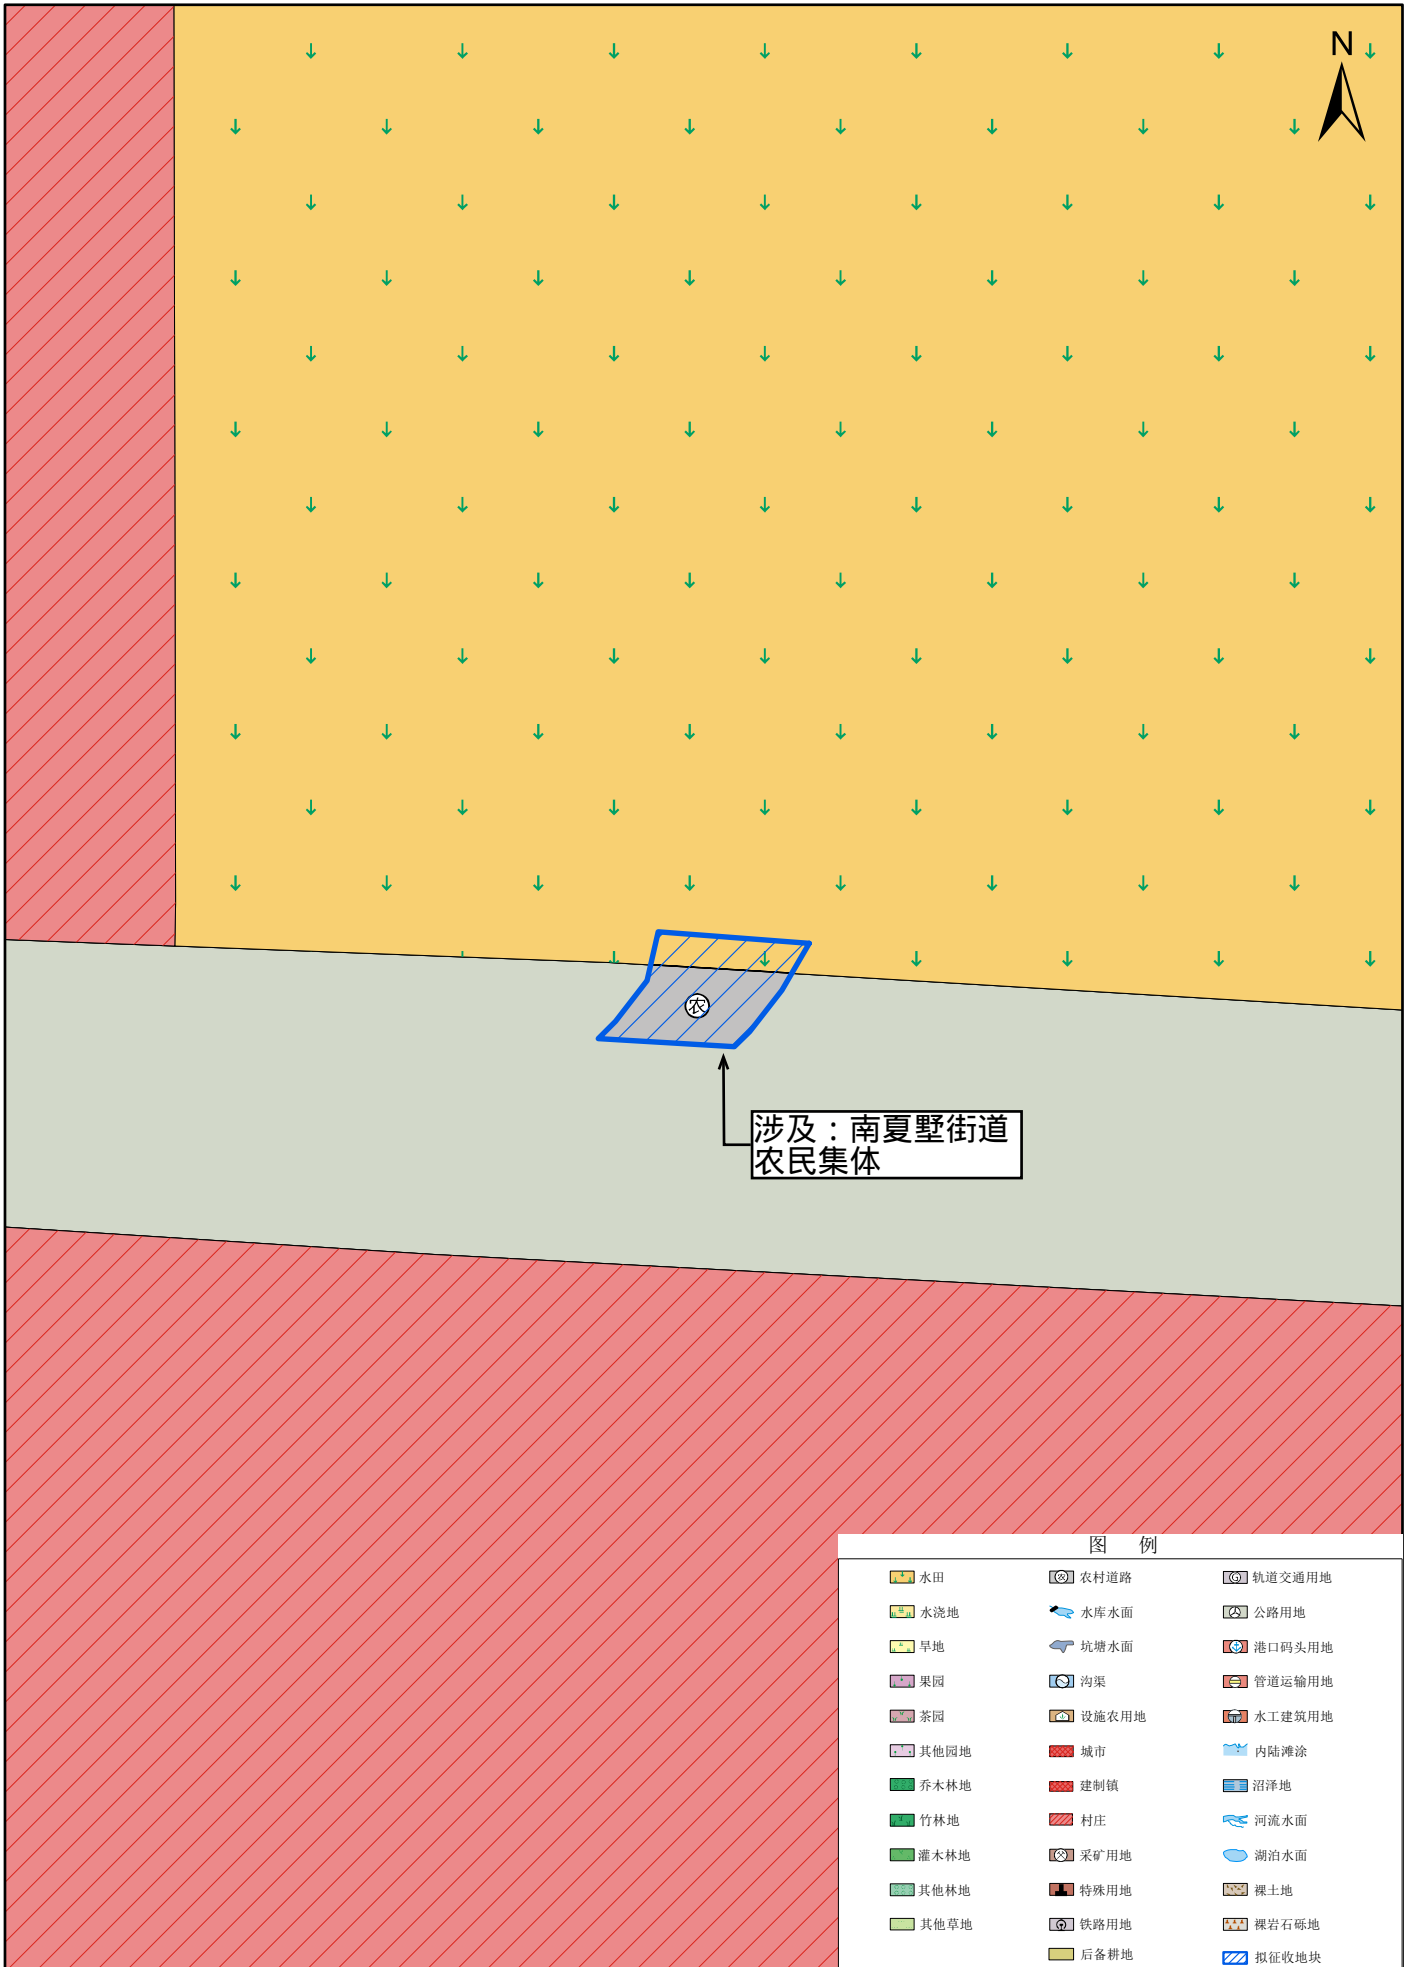 N
农
涉及：南夏墅街道
农民集体
图 例
水田
农村道路
轨道交通用地
水浇地
水库水面
公路用地
旱地
坑塘水面
港口码头用地
果园
沟渠
管道运输用地
茶园
设施农用地
水工建筑用地
其他园地
城市
内陆滩涂
乔木林地
建制镇
沼泽地
竹林地
村庄
河流水面
灌木林地
采矿用地
湖泊水面
其他林地
特殊用地
裸土地
其他草地
铁路用地
裸岩石砾地
后备耕地
拟征收地块